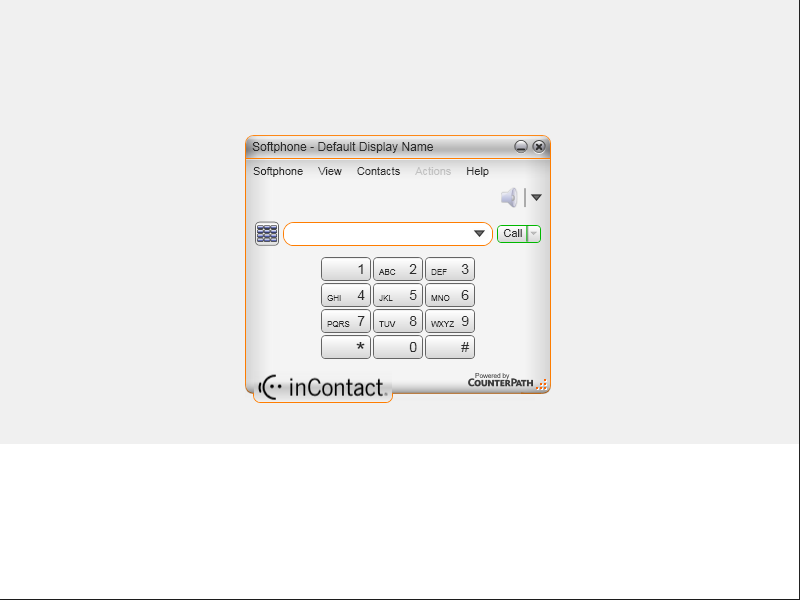 Softphone - Default Display Name
Softphone View Contacts Actions Help
Call
1 ABC 2 DEF 3
GHI 4 JKL 5 MNO 6
PQRS 7 TUV 8 WXYZ 9
* 0 #
Powered by
COUNTERPATH
inContact.